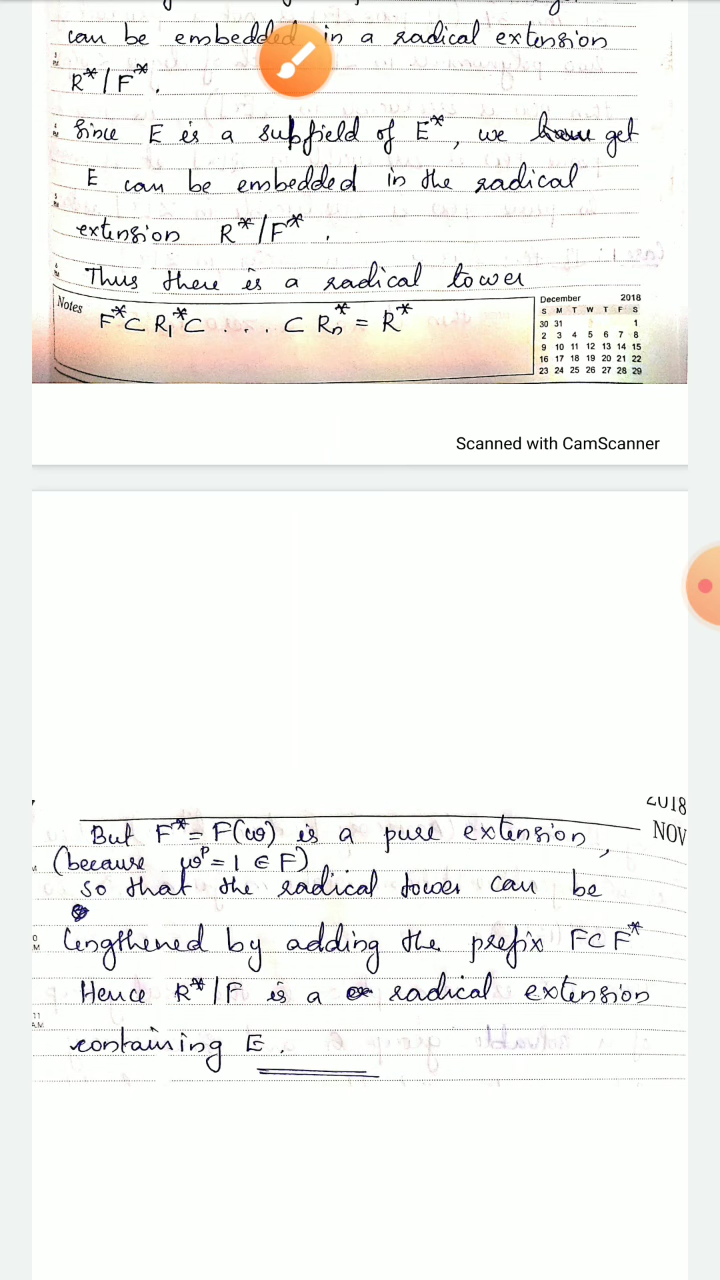 can be embedded in a radical extension
R* / F* .
Since E is a subfield of E*, we get
E can be embedded in the radical
extension R* / F* .
Thus there is a radical tower
Notes
F* ⊂ R₁* ⊂ . . . ⊂ Rₙ* = R*
December 2018
S M T W T F S
30 31 1
2 3 4 5 6 7 8
9 10 11 12 13 14 15
16 17 18 19 20 21 22
23 24 25 26 27 28 29
Scanned with CamScanner
2018
NOV
But F* = F(ω) is a pure extension,
(because ωᵖ = 1 ∈ F)
so that the radical tower can be
lengthened by adding the prefix F ⊂ F*
Hence R* / F is a radical extension
11 A.M
containing E .